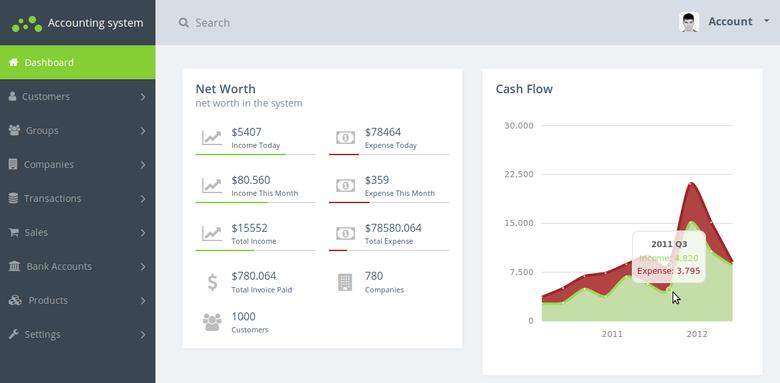 Accounting system
Search
Account
Dashboard
Customers
Groups
Companies
Transactions
Sales
Bank Accounts
Products
Settings
Net Worth
net worth in the system
$5407
Income Today
$78464
Expense Today
$80.560
Income This Month
$359
Expense This Month
$15552
Total Income
$78580.064
Total Expense
$780.064
Total Invoice Paid
780
Companies
1000
Customers
Cash Flow
30,000
22,500
15,000
7,500
0
2011 Q3
Income: 4,820
Expense: 3,795
2011
2012